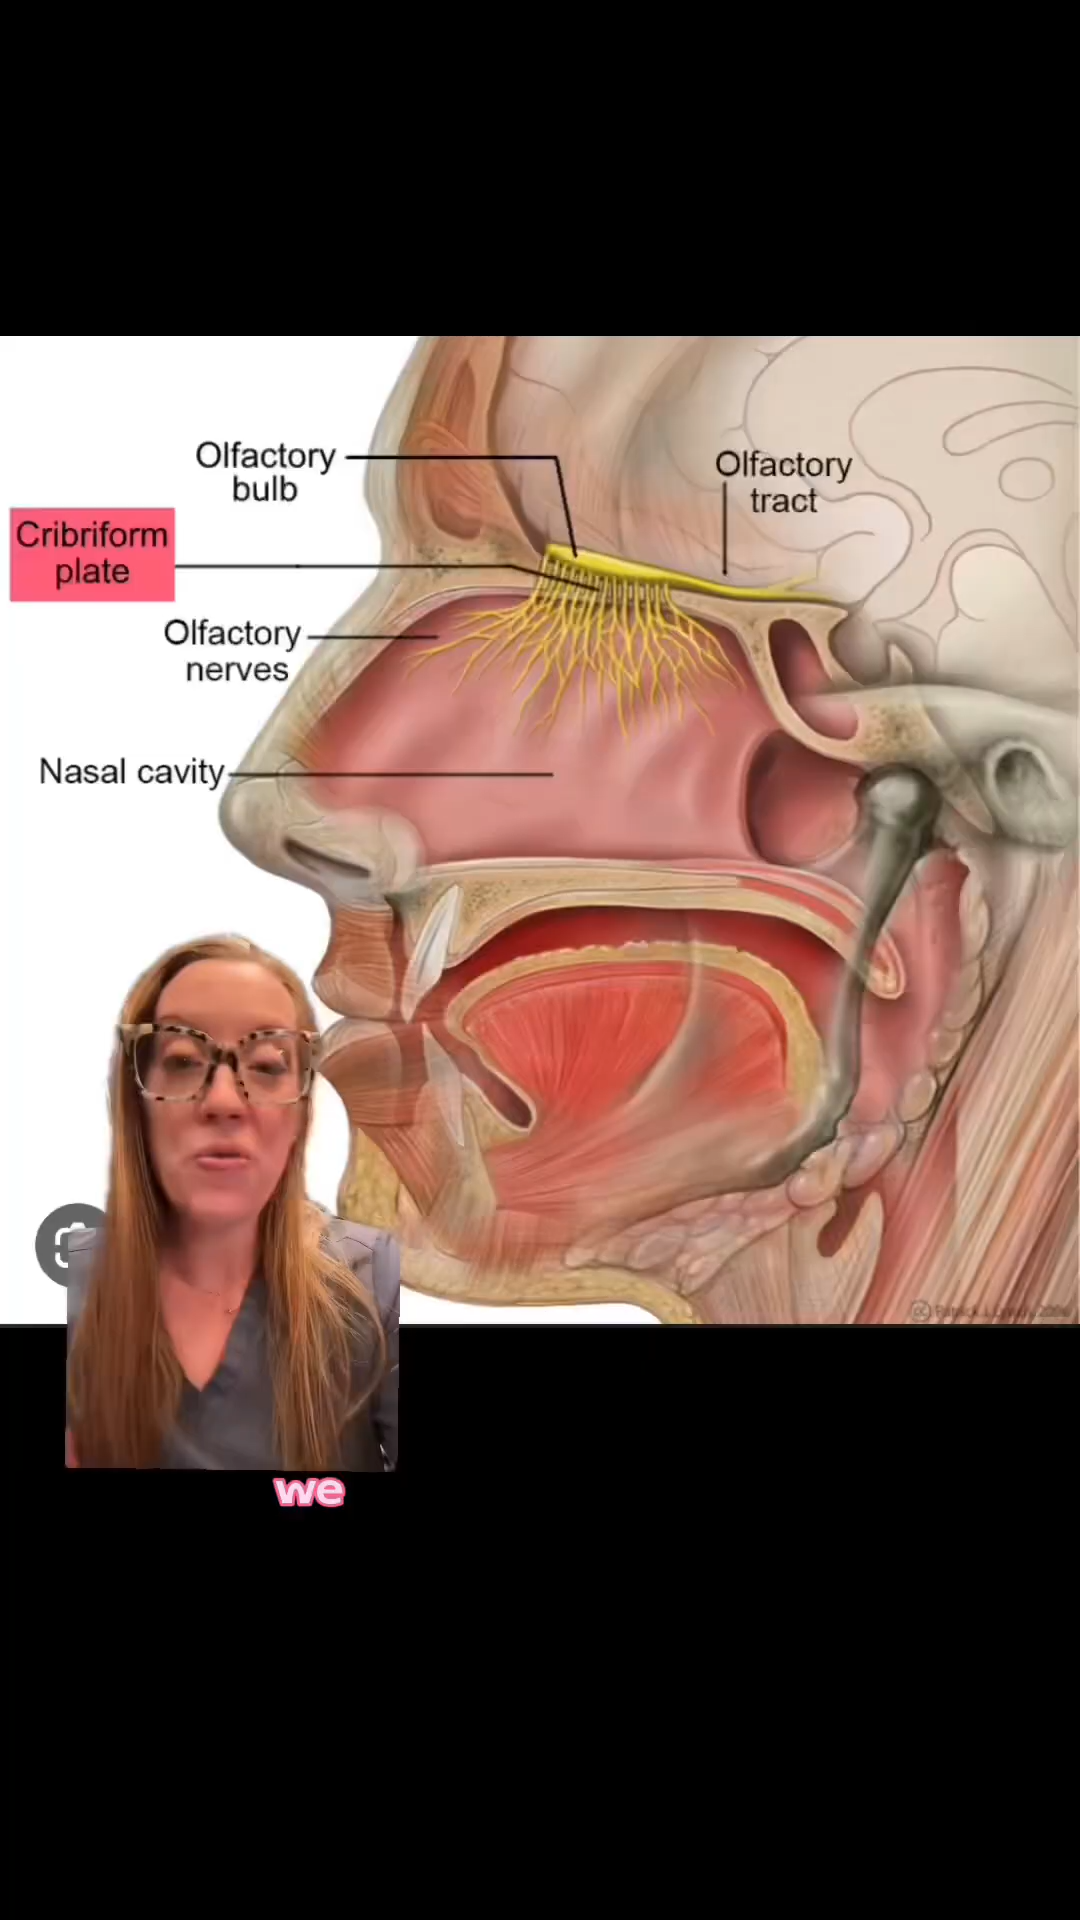 Olfactory
bulb
Olfactory
tract
Cribriform
plate
Olfactory
nerves
Nasal cavity
we